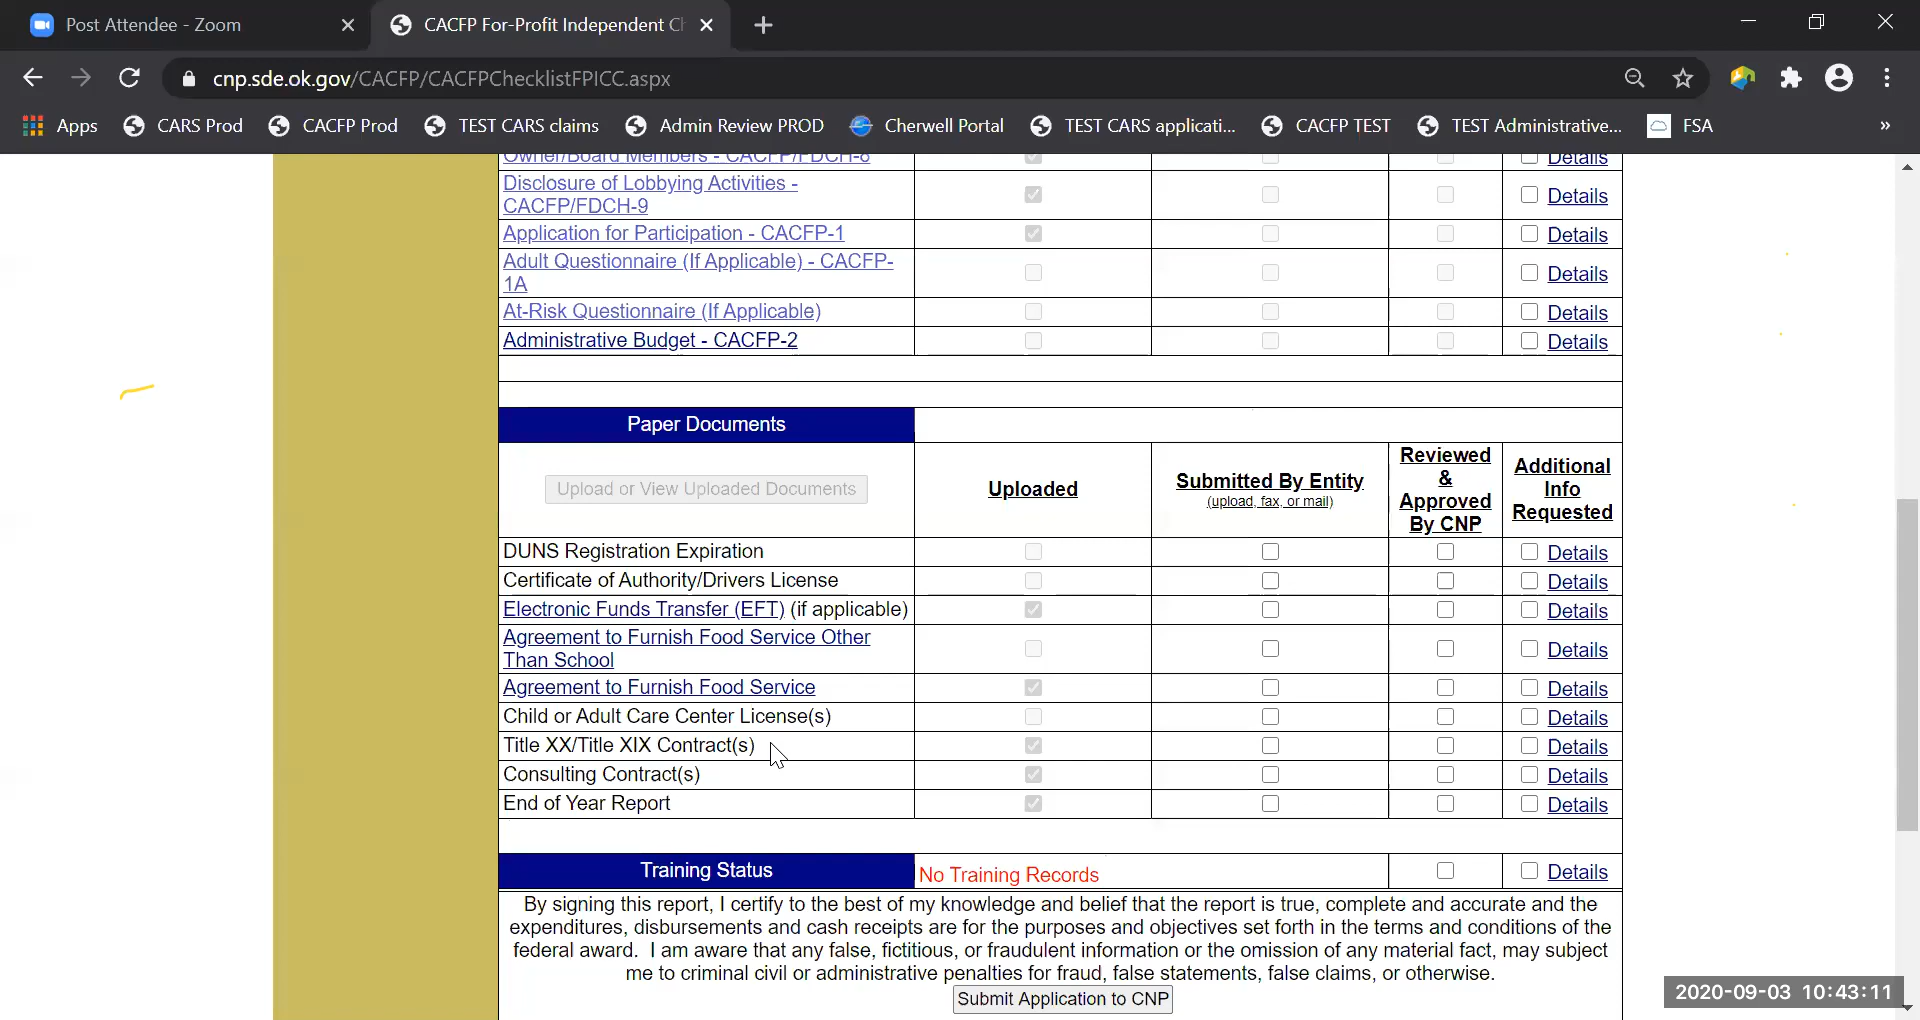 Post Attendee - Zoom
CACFP For-Profit Independent Ch
cnp.sde.ok.gov/CACFP/CACFPChecklistFPICC.aspx
Apps CARS Prod CACFP Prod TEST CARS claims Admin Review PROD Cherwell Portal TEST CARS applicati... CACFP TEST TEST Administrative... FSA »
Owner/Board Members - CACFP/FDCH-8 Details
Disclosure of Lobbying Activities -
CACFP/FDCH-9 Details
Application for Participation - CACFP-1 Details
Adult Questionnaire (If Applicable) - CACFP-
1A Details
At-Risk Questionnaire (If Applicable) Details
Administrative Budget - CACFP-2 Details
Paper Documents
Upload or View Uploaded Documents
Uploaded
Submitted By Entity
(upload, fax, or mail)
Reviewed
&
Approved
By CNP
Additional
Info
Requested
DUNS Registration Expiration Details
Certificate of Authority/Drivers License Details
Electronic Funds Transfer (EFT) (if applicable) Details
Agreement to Furnish Food Service Other
Than School Details
Agreement to Furnish Food Service Details
Child or Adult Care Center License(s) Details
Title XX/Title XIX Contract(s) Details
Consulting Contract(s) Details
End of Year Report Details
Training Status No Training Records Details
By signing this report, I certify to the best of my knowledge and belief that the report is true, complete and accurate and the
expenditures, disbursements and cash receipts are for the purposes and objectives set forth in the terms and conditions of the
federal award. I am aware that any false, fictitious, or fraudulent information or the omission of any material fact, may subject
me to criminal civil or administrative penalties for fraud, false statements, false claims, or otherwise.
Submit Application to CNP
2020-09-03 10:43:11